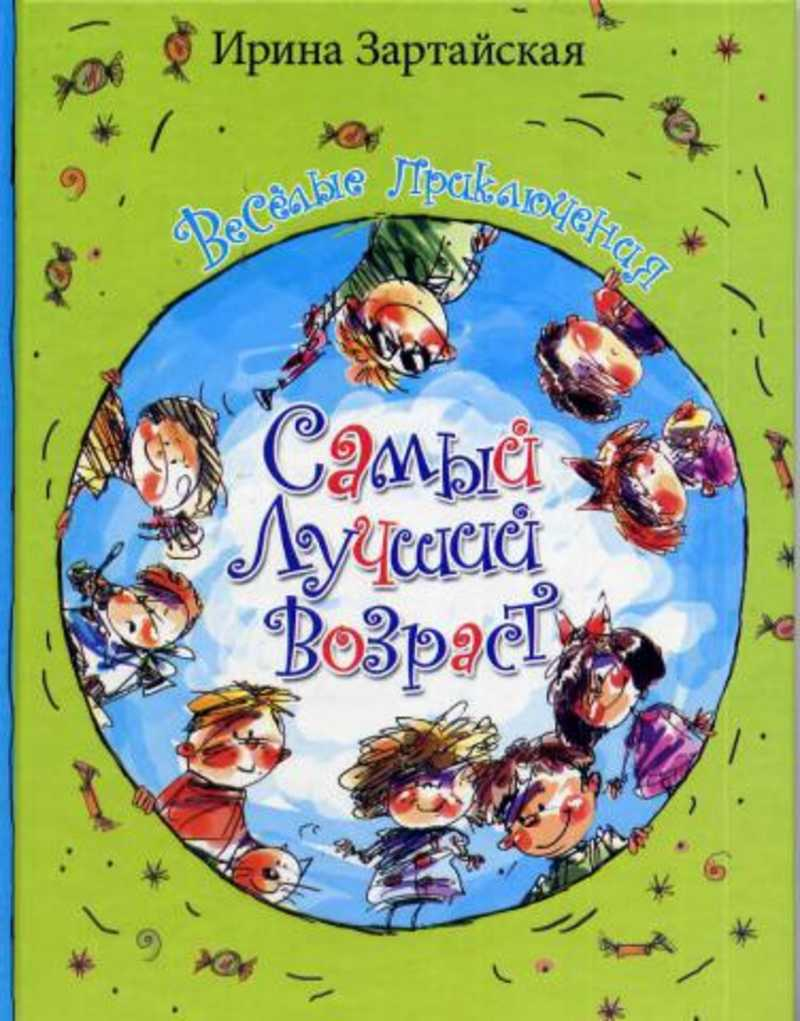 Ирина Зартайская
Весёлые Приключения
Самый
Лучший
Возраст